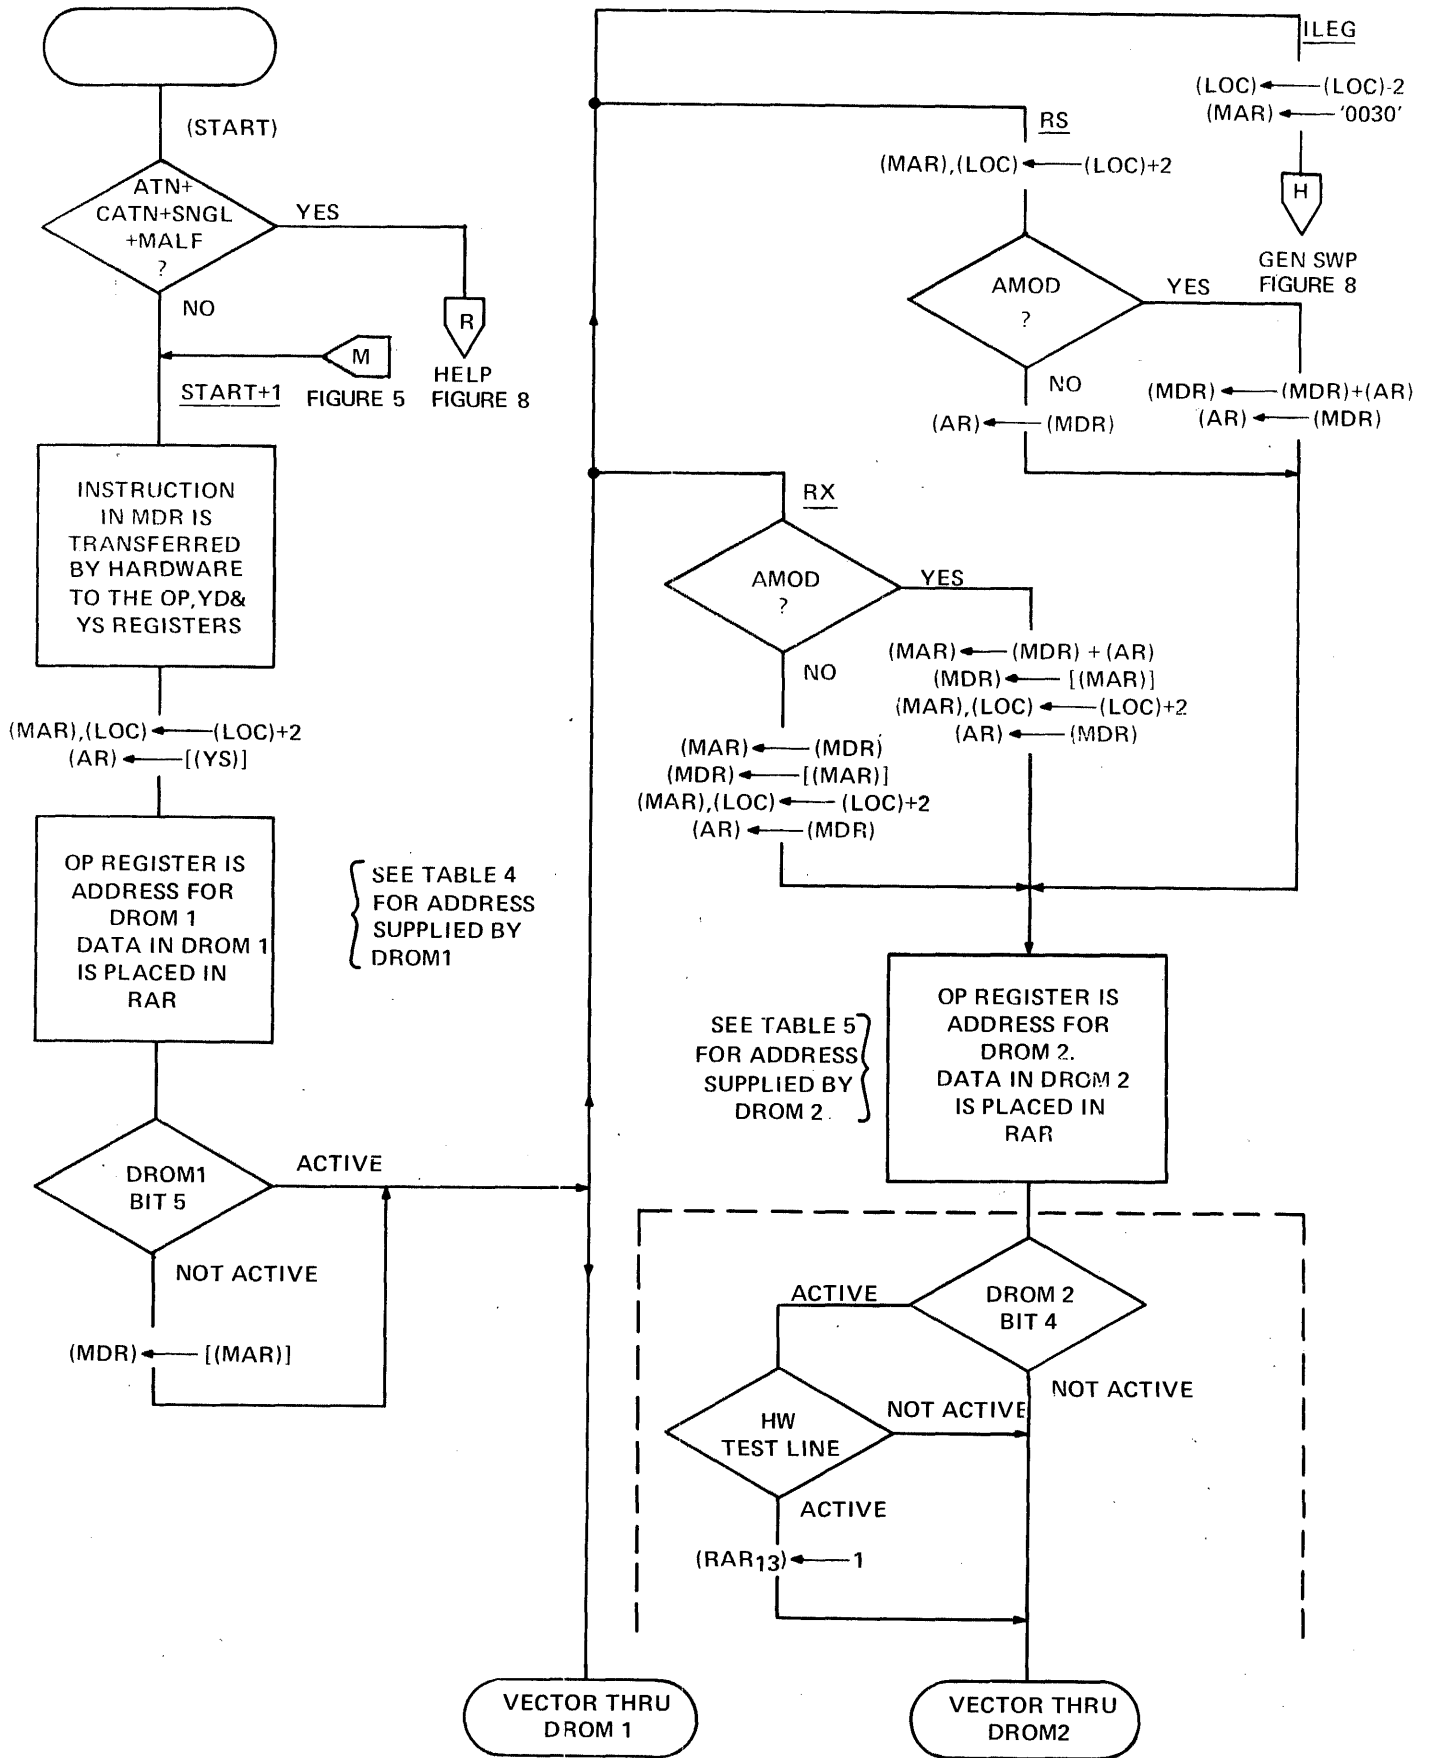 (START)
ATN+
CATN+SNGL
+MALF
?
YES
NO
R
HELP
FIGURE 8
M
FIGURE 5
START+1
INSTRUCTION
IN MDR IS
TRANSFERRED
BY HARDWARE
TO THE OP,YD&
YS REGISTERS
(MAR),(LOC)←(LOC)+2
(AR)←[(YS)]
OP REGISTER IS
ADDRESS FOR
DROM 1
DATA IN DROM 1
IS PLACED IN
RAR
SEE TABLE 4
FOR ADDRESS
SUPPLIED BY
DROM1
DROM1
BIT 5
ACTIVE
NOT ACTIVE
(MDR)←[(MAR)]
VECTOR THRU
DROM 1
ILEG
(LOC)←(LOC)-2
(MAR)←'0030'
H
GEN SWP
FIGURE 8
RS
(MAR),(LOC)←(LOC)+2
AMOD
?
YES
NO
(MDR)←(MDR)+(AR)
(AR)←(MDR)
(AR)←(MDR)
RX
AMOD
?
YES
NO
(MAR)←(MDR) + (AR)
(MDR)←[(MAR)]
(MAR),(LOC)←(LOC)+2
(AR)←(MDR)
(MAR)←(MDR)
(MDR)←[(MAR)]
(MAR),(LOC)←(LOC)+2
(AR)←(MDR)
OP REGISTER IS
ADDRESS FOR
DROM 2.
DATA IN DROM 2
IS PLACED IN
RAR
SEE TABLE 5
FOR ADDRESS
SUPPLIED BY
DROM 2
DROM 2
BIT 4
ACTIVE
NOT ACTIVE
HW
TEST LINE
NOT ACTIVE
ACTIVE
(RAR13)←1
VECTOR THRU
DROM2